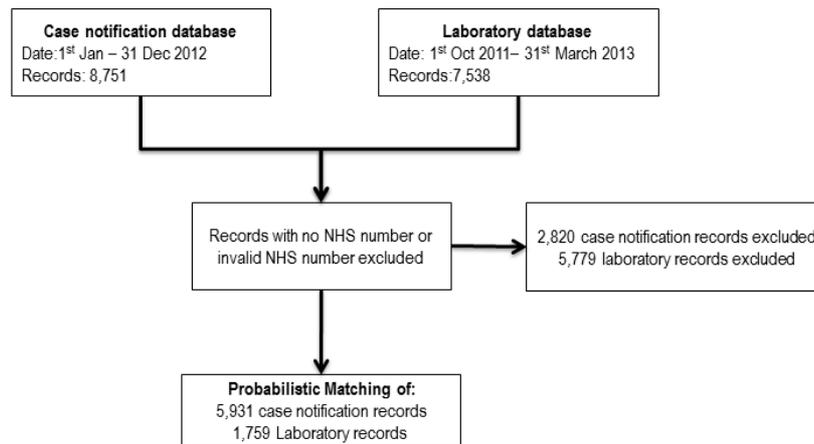 Case notification database
Date:1st Jan – 31 Dec 2012
Records: 8,751
Laboratory database
Date: 1st Oct 2011– 31st March 2013
Records:7,538
Records with no NHS number or
invalid NHS number excluded
2,820 case notification records excluded
5,779 laboratory records excluded
Probabilistic Matching of:
5,931 case notification records
1,759 Laboratory records